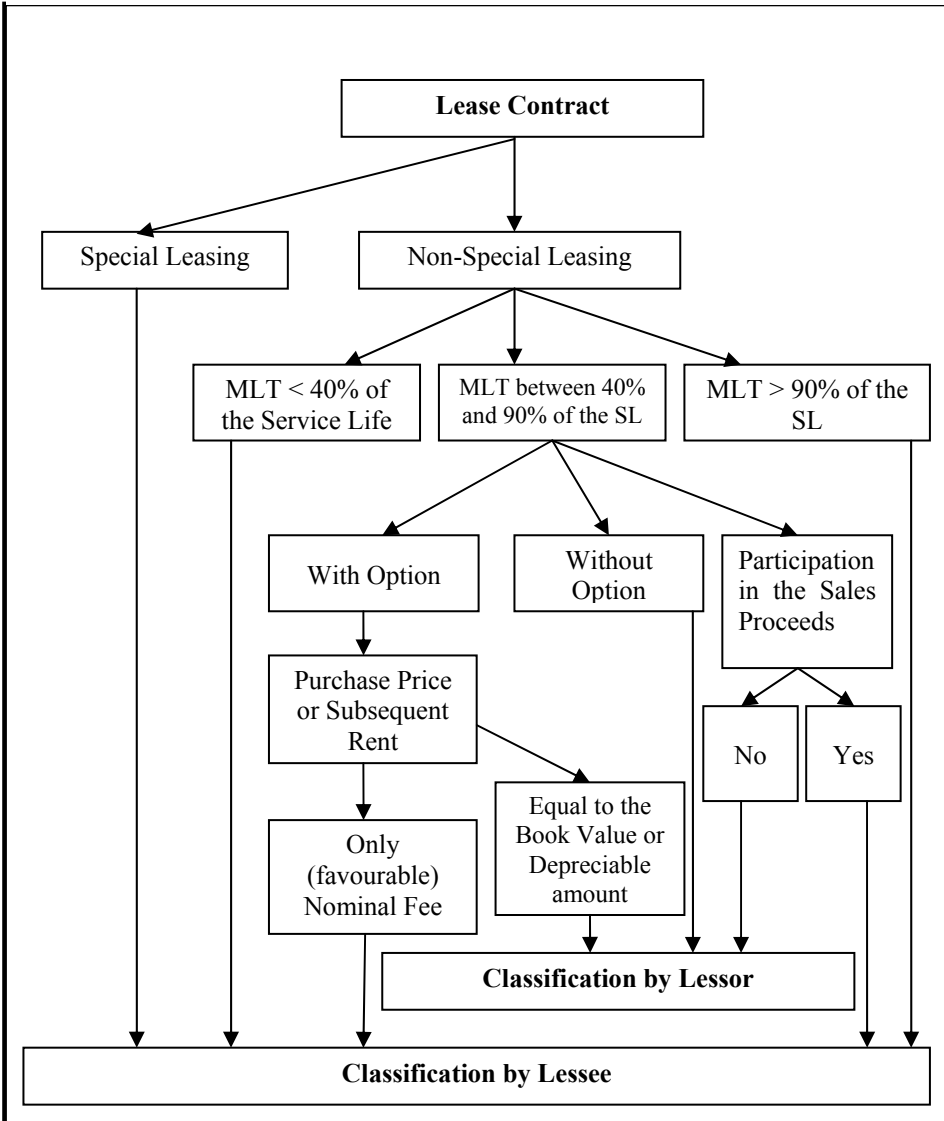 Lease Contract
Special Leasing
Non-Special Leasing
MLT < 40% of
the Service Life
MLT between 40%
and 90% of the SL
MLT > 90% of the
SL
With Option
Without
Option
Participation
in the Sales
Proceeds
Purchase Price
or Subsequent
Rent
No
Yes
Only
(favourable)
Nominal Fee
Equal to the
Book Value or
Depreciable
amount
Classification by Lessor
Classification by Lessee